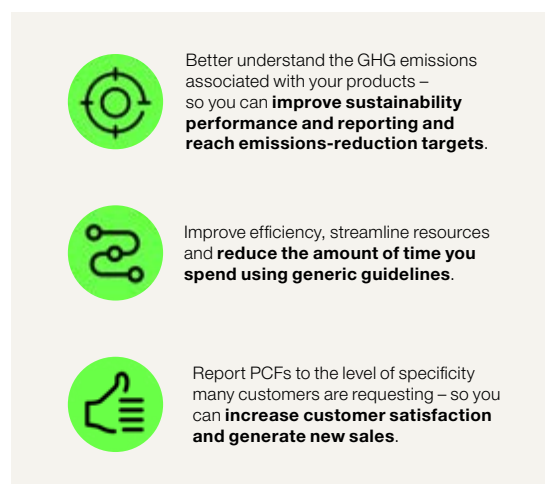 Better understand the GHG emissions
associated with your products –
so you can improve sustainability
performance and reporting and
reach emissions-reduction targets.
Improve efficiency, streamline resources
and reduce the amount of time you
spend using generic guidelines.
Report PCFs to the level of specificity
many customers are requesting – so you
can increase customer satisfaction
and generate new sales.